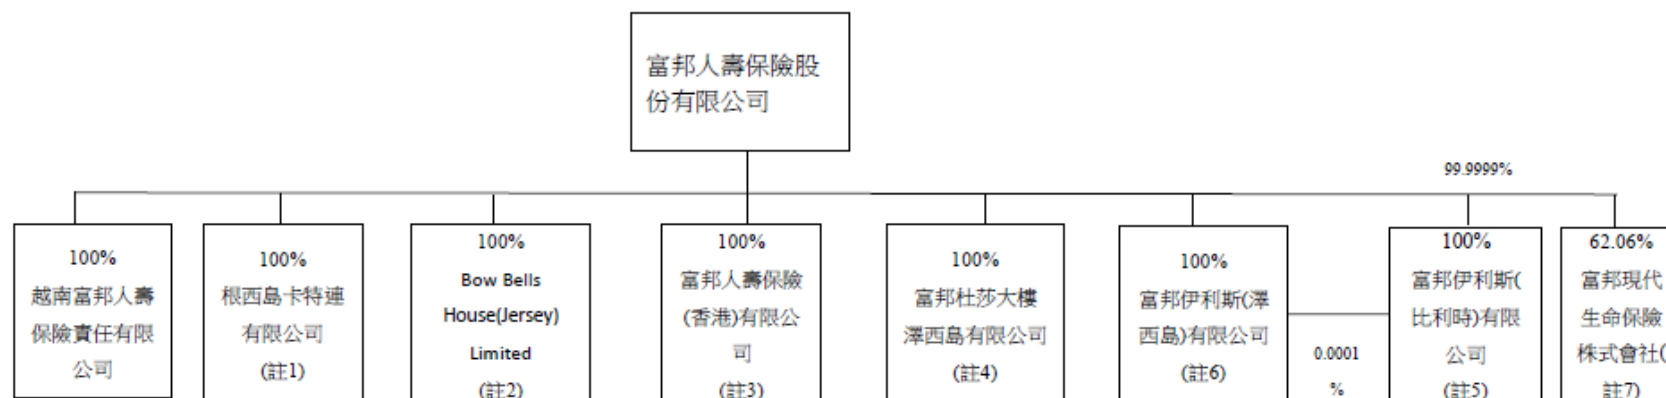 富邦人壽保險股
份有限公司
99.9999%
100%
越南富邦人壽
保險責任有限
公司
100%
根西島卡特連
有限公司
(註1)
100%
Bow Bells
House(Jersey)
Limited
(註2)
100%
富邦人壽保險
(香港)有限公
司
(註3)
100%
富邦杜莎大樓
澤西島有限公司
(註4)
100%
富邦伊利斯(澤
西島)有限公司
(註6)
0.0001
%
100%
富邦伊利斯(
比利時)有限
公司
(註5)
62.06%
富邦現代
生命保險
株式會社(
註7)